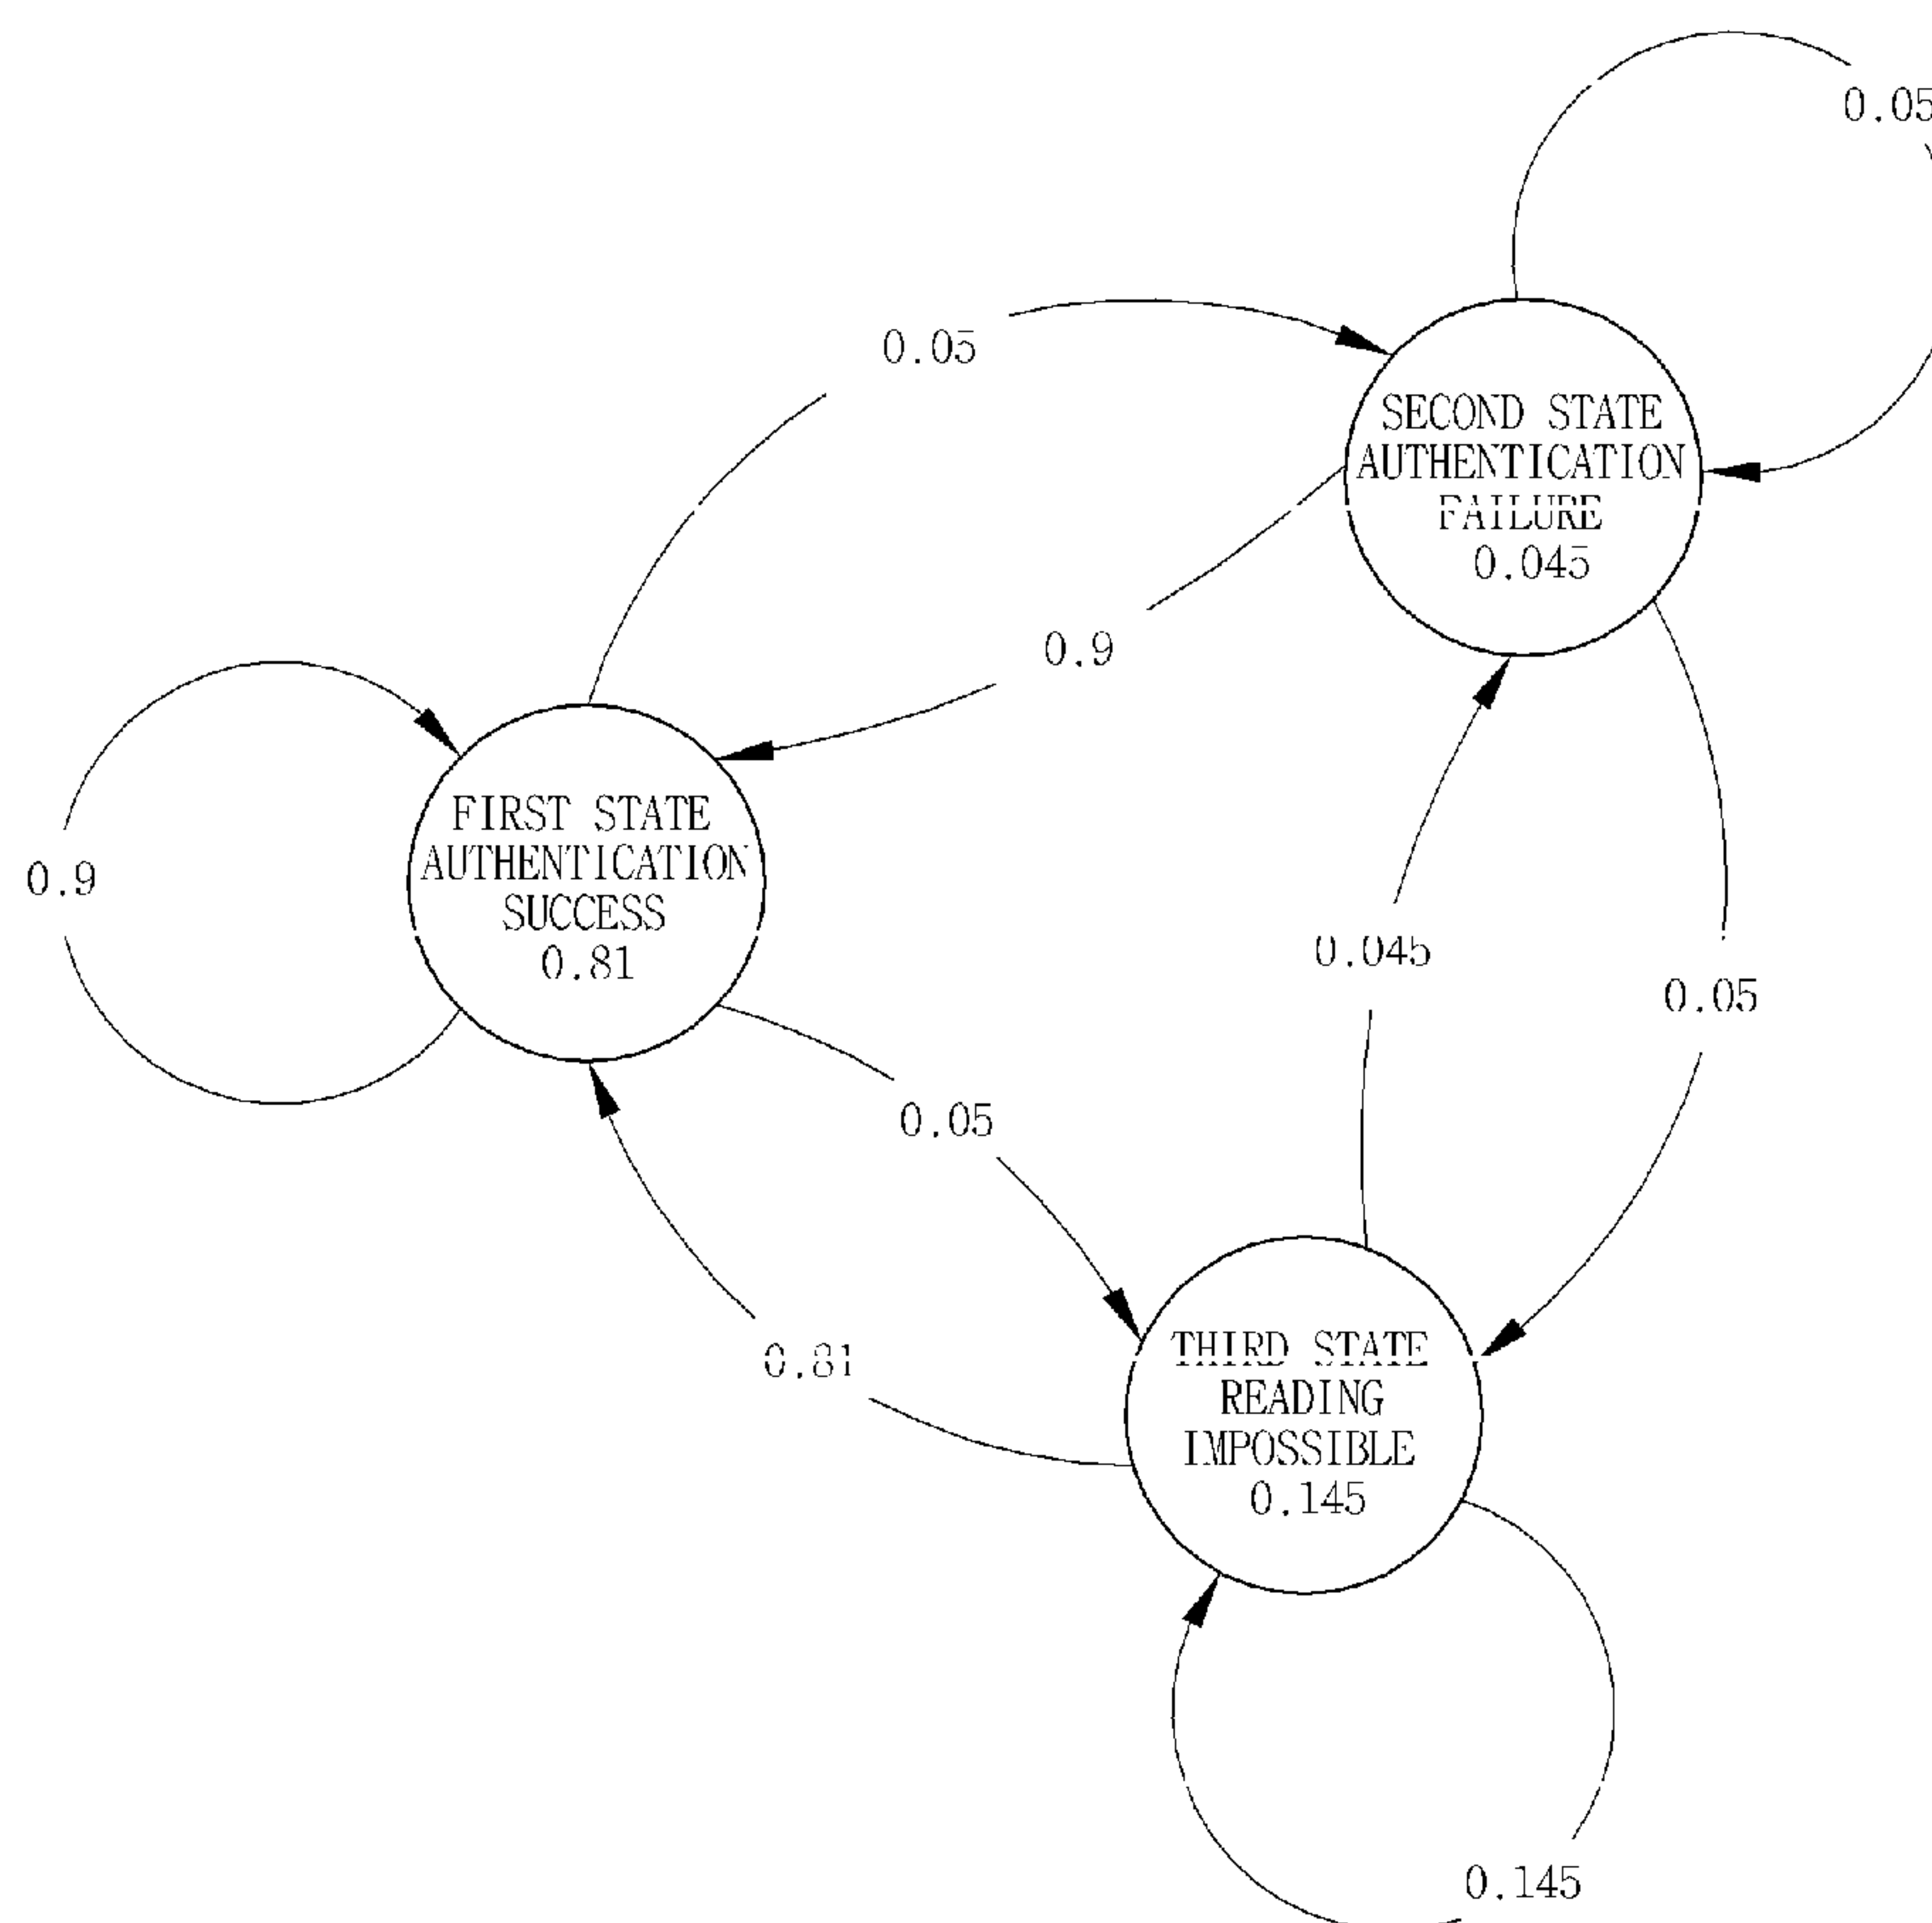 0.05
0.05
SECOND STATE
AUTHENTICATION
FAILURE
0.045
0.9
FIRST STATE
AUTHENTICATION
SUCCESS
0.81
0.9
0.045
0.05
0.05
0.81
THIRD STATE
READING
IMPOSSIBLE
0.145
0.145